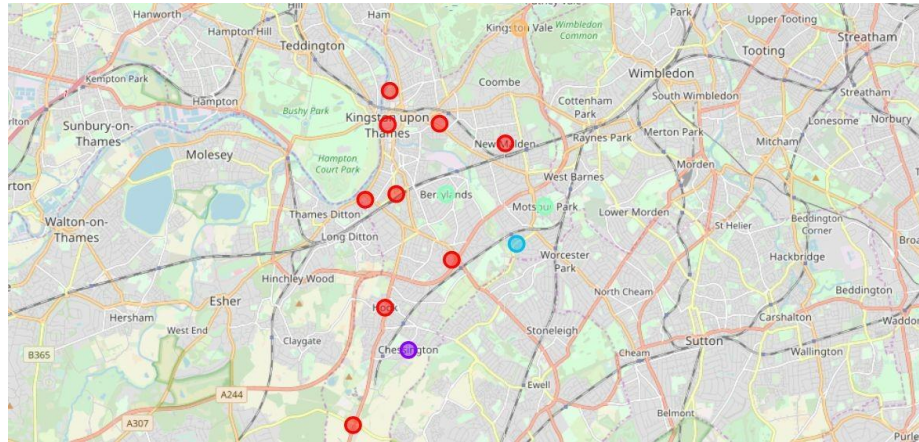 Hanworth
Hill
Ham
Kingston Vale
Wimbledon
Common
Park
Upper Tooting
Hampton Hill
Teddington
Tooting
Streatham
Kempton Park
Coombe
Wimbledon
Hampton
Bushy Park
Cottenham
Park
South Wimbledon
Streatham
Vale
Sunbury-on-
Thames
Kingston upon
Thames
Lonesome
Norbury
Molesey
New Malden
Raynes Park
Merton Park
Mitcham
Hampton
Court Park
West Barnes
Morden
Walton-on-
Thames
Thames Ditton
Berrylands
Motspur Park
Lower Morden
St Helier
Beddington
Corner
Long Ditton
Hinchley Wood
Worcester
Park
Hackbridge
Esher
North Cheam
Beddington
Hersham
West End
Hook
Claygate
Stoneleigh
Carshalton
Waddon
B365
Chessington
Cheam
Sutton
Wallington
Ewell
A244
Belmont
A307
Purley